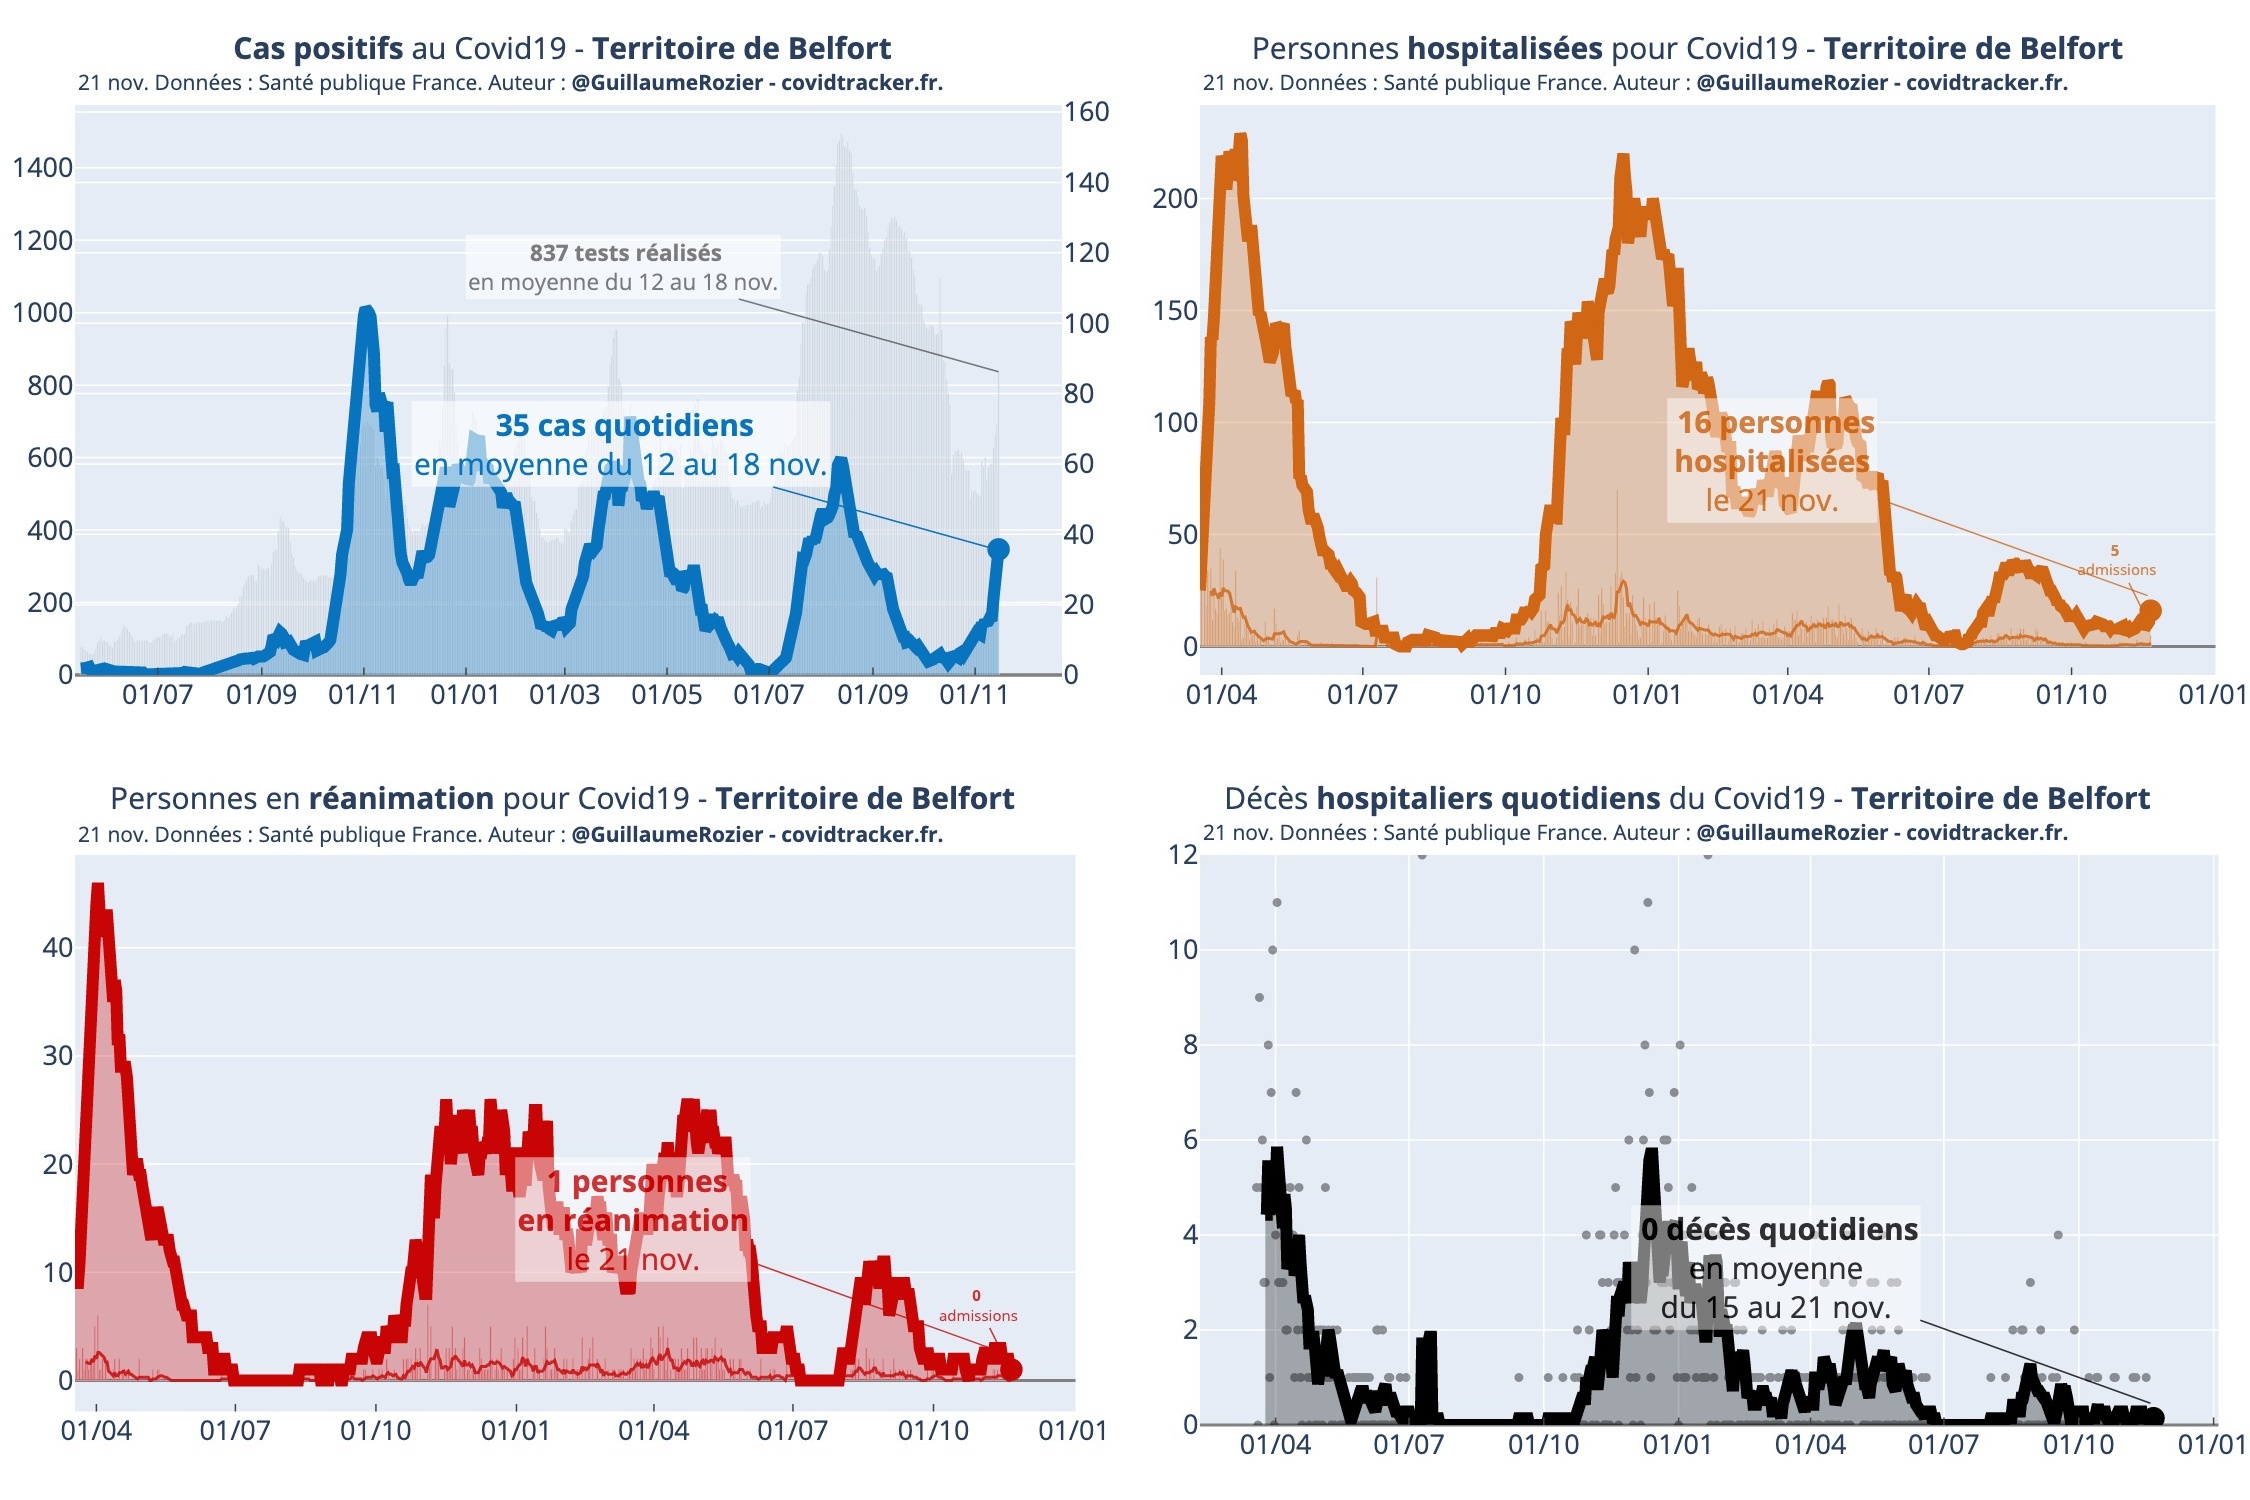 Cas positifs au Covid19 - Territoire de Belfort
21 nov. Données : Santé publique France. Auteur : @GuillaumeRozier - covidtracker.fr.
160
1400
140
1200
120
837 tests réalisés
en moyenne du 12 au 18 nov.
1000
100
800
80
35 cas quotidiens
en moyenne du 12 au 18 nov.
600
60
400
40
200
20
0
0
01/07 01/09 01/11 01/01 01/03 01/05 01/07 01/09 01/11
Personnes hospitalisées pour Covid19 - Territoire de Belfort
21 nov. Données : Santé publique France. Auteur : @GuillaumeRozier - covidtracker.fr.
200
150
100
16 personnes
hospitalisées
le 21 nov.
50
5
admissions
0
01/04 01/07 01/10 01/01 01/04 01/07 01/10 01/01
Personnes en réanimation pour Covid19 - Territoire de Belfort
21 nov. Données : Santé publique France. Auteur : @GuillaumeRozier - covidtracker.fr.
40
30
20
1 personnes
en réanimation
le 21 nov.
10
0
admissions
0
01/04 01/07 01/10 01/01 01/04 01/07 01/10 01/01
Décès hospitaliers quotidiens du Covid19 - Territoire de Belfort
21 nov. Données : Santé publique France. Auteur : @GuillaumeRozier - covidtracker.fr.
12
10
8
6
4
0 décès quotidiens
en moyenne
du 15 au 21 nov.
2
0
01/04 01/07 01/10 01/01 01/04 01/07 01/10 01/01